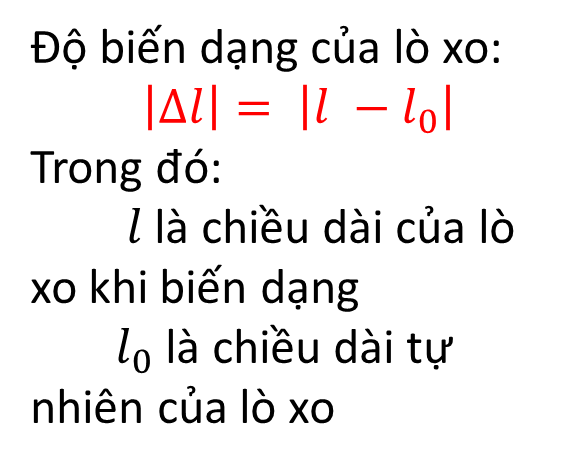 Độ biến dạng của lò xo:
|Δl| = |l − l₀|
Trong đó:
l là chiều dài của lò
xo khi biến dạng
l₀ là chiều dài tự
nhiên của lò xo